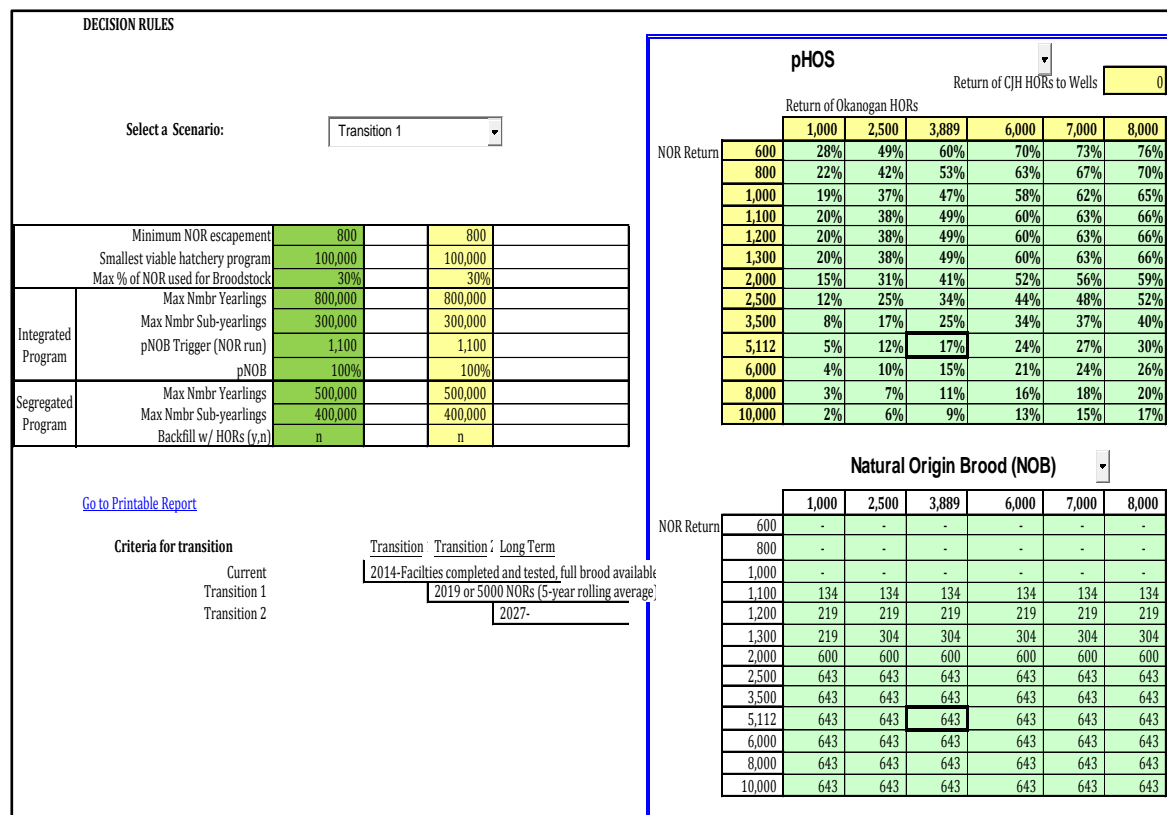 DECISION RULES
Select a Scenario:
Transition 1
Minimum NOR escapement 800 800
Smallest viable hatchery program 100,000 100,000
Max % of NOR used for Broodstock 30% 30%
Integrated Program
Max Nmbr Yearlings 800,000 800,000
Max Nmbr Sub-yearlings 300,000 300,000
pNOB Trigger (NOR run) 1,100 1,100
pNOB 100% 100%
Segregated Program
Max Nmbr Yearlings 500,000 500,000
Max Nmbr Sub-yearlings 400,000 400,000
Backfill w/ HORs (y,n) n n
Go to Printable Report
Criteria for transition Transition Transition 2 Long Term
Current 2014-Facilties completed and tested, full brood available
Transition 1 2019 or 5000 NORs (5-year rolling average)
Transition 2 2027-
pHOS
Return of CJH HORs to Wells 0
Return of Okanogan HORs
1,000 2,500 3,889 6,000 7,000 8,000
NOR Return 600 28% 49% 60% 70% 73% 76%
800 22% 42% 53% 63% 67% 70%
1,000 19% 37% 47% 58% 62% 65%
1,100 20% 38% 49% 60% 63% 66%
1,200 20% 38% 49% 60% 63% 66%
1,300 20% 38% 49% 60% 63% 66%
2,000 15% 31% 41% 52% 56% 59%
2,500 12% 25% 34% 44% 48% 52%
3,500 8% 17% 25% 34% 37% 40%
5,112 5% 12% 17% 24% 27% 30%
6,000 4% 10% 15% 21% 24% 26%
8,000 3% 7% 11% 16% 18% 20%
10,000 2% 6% 9% 13% 15% 17%
Natural Origin Brood (NOB)
1,000 2,500 3,889 6,000 7,000 8,000
NOR Return 600 - - - - - -
800 - - - - - -
1,000 - - - - - -
1,100 134 134 134 134 134 134
1,200 219 219 219 219 219 219
1,300 219 304 304 304 304 304
2,000 600 600 600 600 600 600
2,500 643 643 643 643 643 643
3,500 643 643 643 643 643 643
5,112 643 643 643 643 643 643
6,000 643 643 643 643 643 643
8,000 643 643 643 643 643 643
10,000 643 643 643 643 643 643